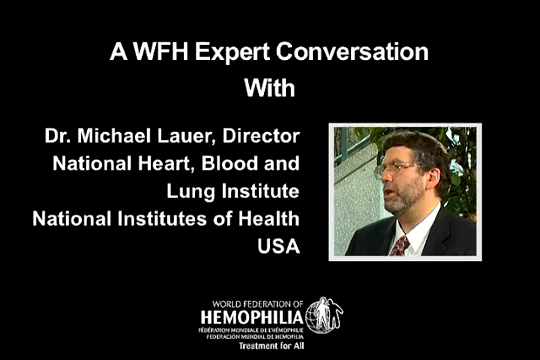 A WFH Expert Conversation
With
Dr. Michael Lauer, Director
National Heart, Blood and
Lung Institute
National Institutes of Health
USA
WORLD FEDERATION OF
HEMOPHILIA
FÉDÉRATION MONDIALE DE L'HÉMOPHILIE
FEDERACIÓN MUNDIAL DE HEMOFILIA
Treatment for All